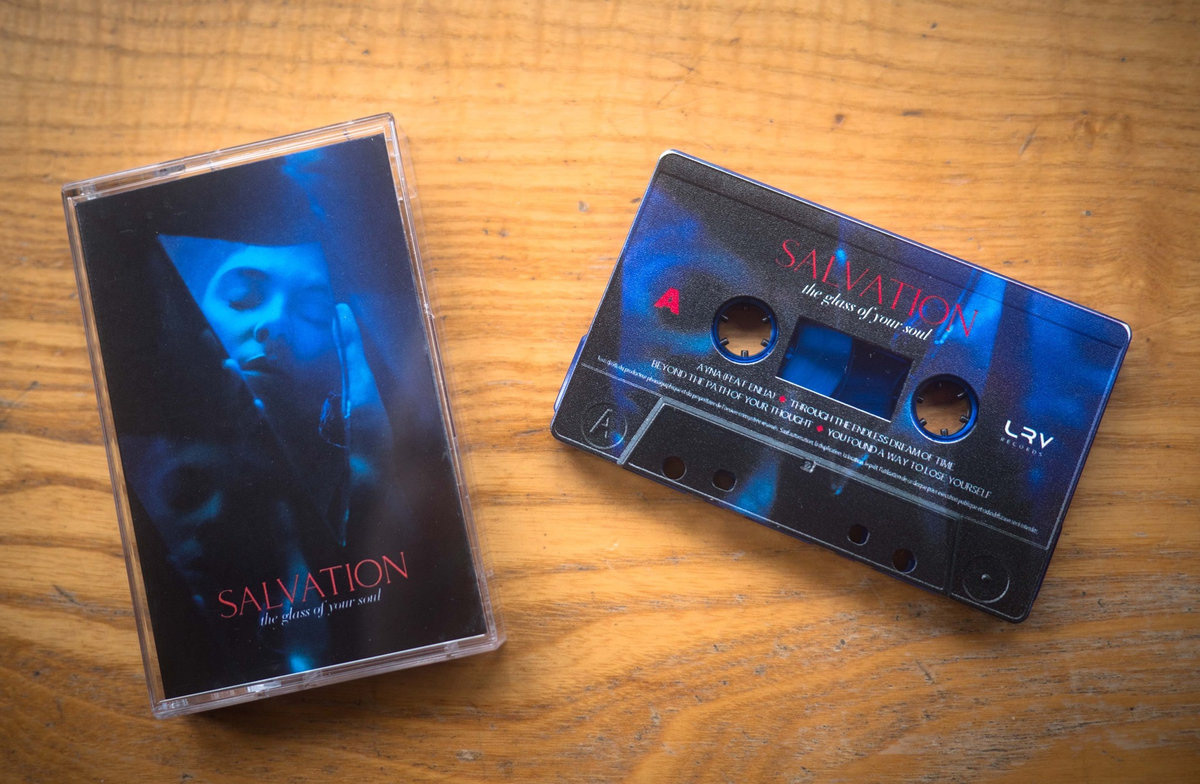 SALVATION
the glass of your soul
SALVATION
the glass of your soul
A
AYNA (FEAT. ENLIA) ◆ THROUGH THE ENDLESS DREAM OF TIME
BEYOND THE PATH OF YOUR THOUGHT ◆ YOU FOUND A WAY TO LOSE YOURSELF
LRV
RECORDS
A